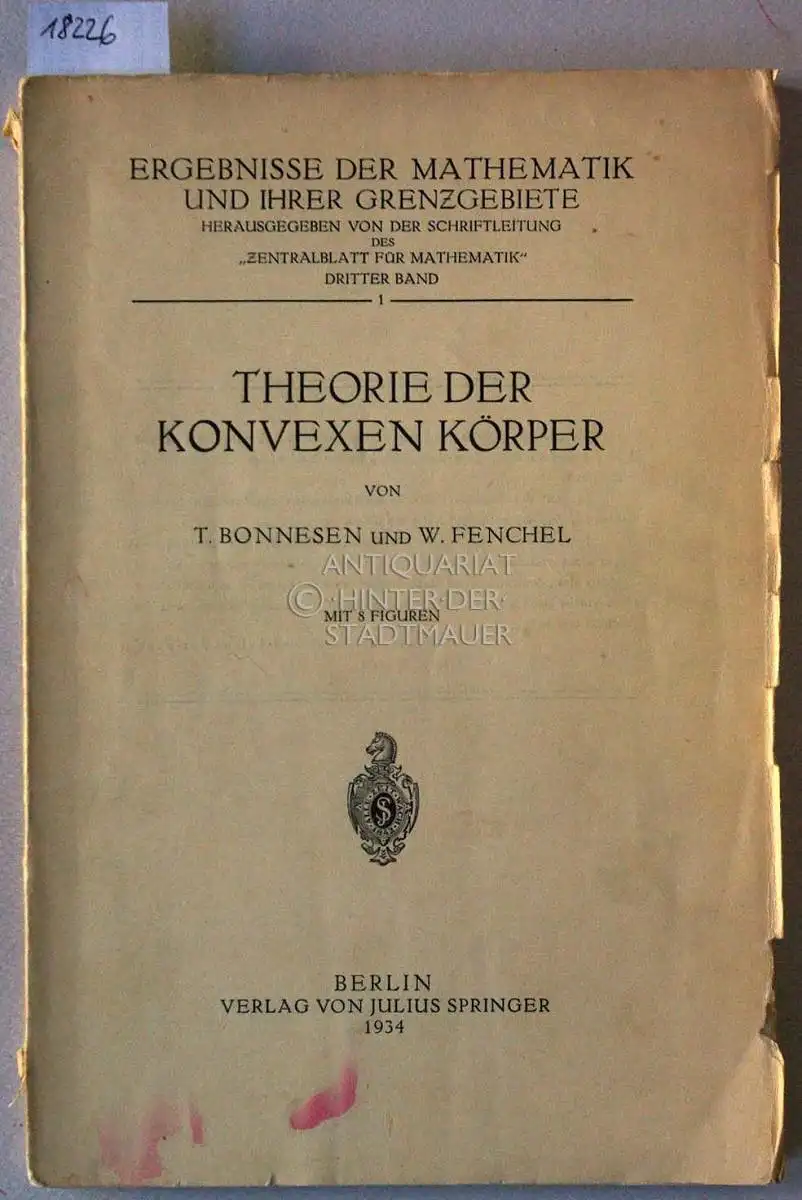 18226
ERGEBNISSE DER MATHEMATIK
UND IHRER GRENZGEBIETE
HERAUSGEGEBEN VON DER SCHRIFTLEITUNG
DES
„ZENTRALBLATT FÜR MATHEMATIK“
DRITTER BAND
1
THEORIE DER
KONVEXEN KÖRPER
VON
T. BONNESEN UND W. FENCHEL
ANTIQUARIAT
© ·HINTER·DER·
MIT 8 FIGUREN
STADTMAUER
BERLIN
VERLAG VON JULIUS SPRINGER
1934